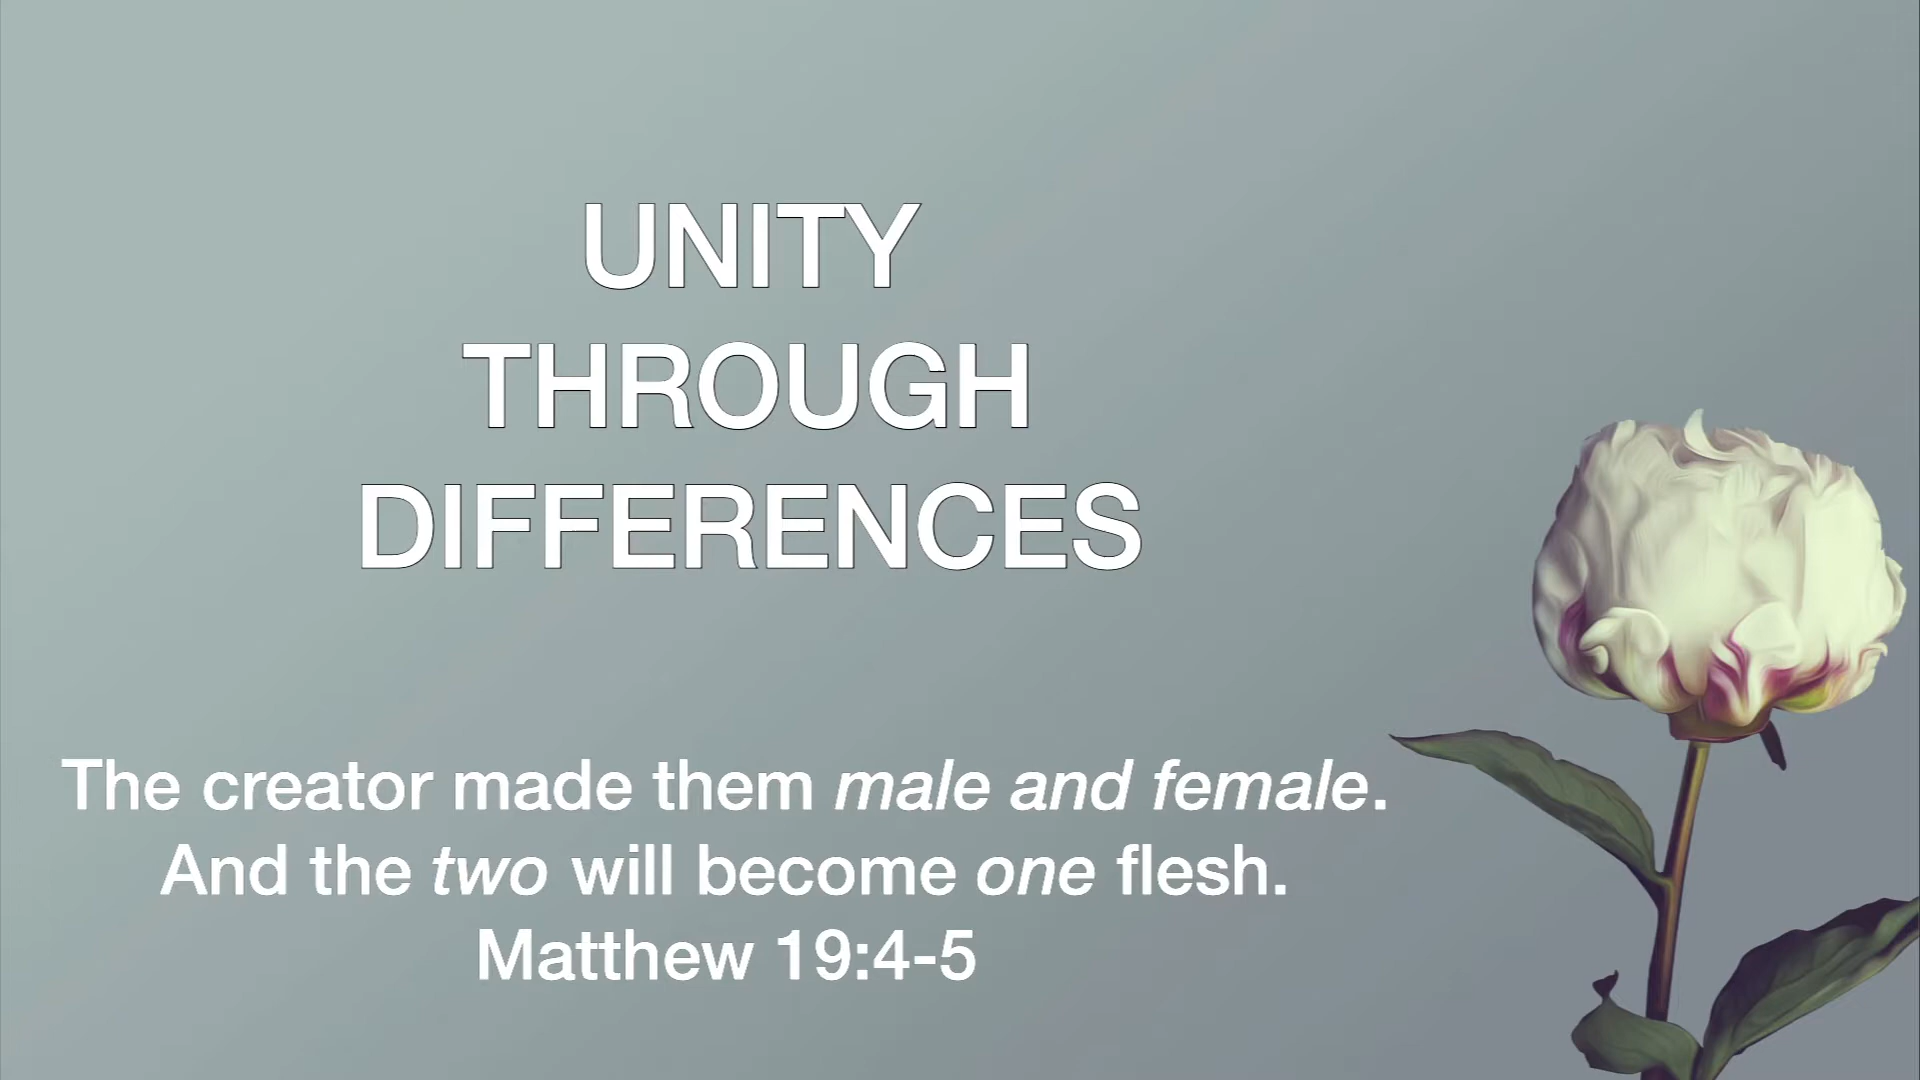 UNITY
THROUGH
DIFFERENCES
The creator made them male and female.
And the two will become one flesh.
Matthew 19:4-5